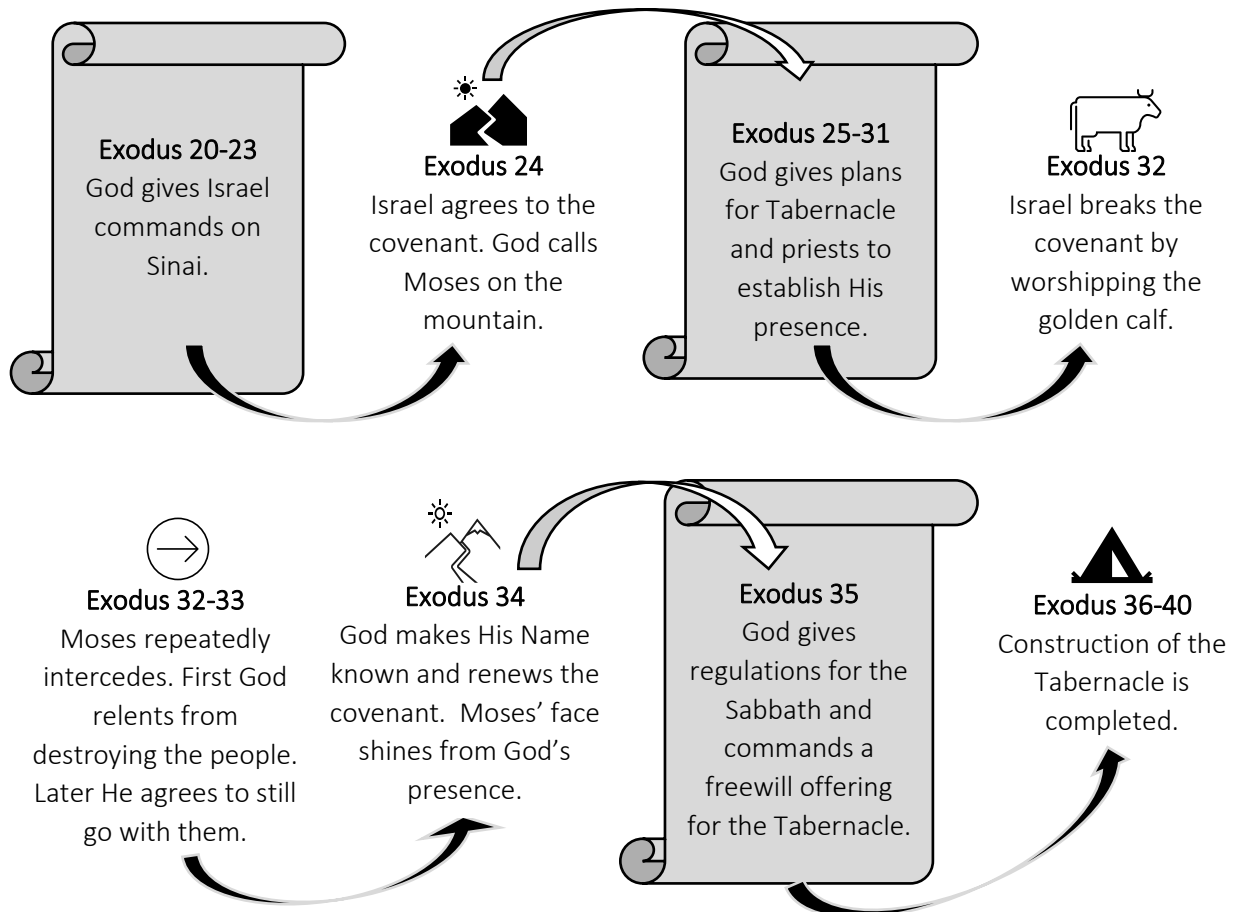 Exodus 20-23
God gives Israel
commands on
Sinai.
Exodus 24
Israel agrees to the
covenant. God calls
Moses on the
mountain.
Exodus 25-31
God gives plans
for Tabernacle
and priests to
establish His
presence.
Exodus 32
Israel breaks the
covenant by
worshipping the
golden calf.
Exodus 32-33
Moses repeatedly
intercedes. First God
relents from
destroying the people.
Later He agrees to still
go with them.
Exodus 34
God makes His Name
known and renews the
covenant.  Moses’ face
shines from God’s
presence.
Exodus 35
God gives
regulations for the
Sabbath and
commands a
freewill offering
for the Tabernacle.
Exodus 36-40
Construction of the
Tabernacle is
completed.